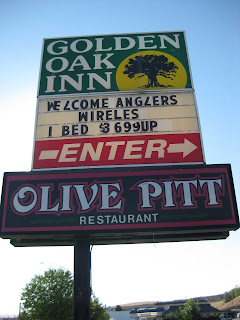 GOLDEN
OAK
INN
WELCOME ANGLERS
WIRELES
1 BED $3699UP
ENTER
OLIVE PITT
RESTAURANT